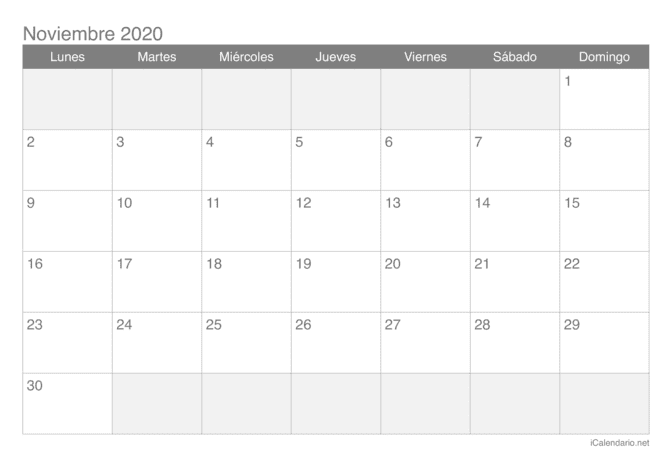 Noviembre 2020
Lunes Martes Miércoles Jueves Viernes Sábado Domingo
1
2 3 4 5 6 7 8
9 10 11 12 13 14 15
16 17 18 19 20 21 22
23 24 25 26 27 28 29
30
iCalendario.net